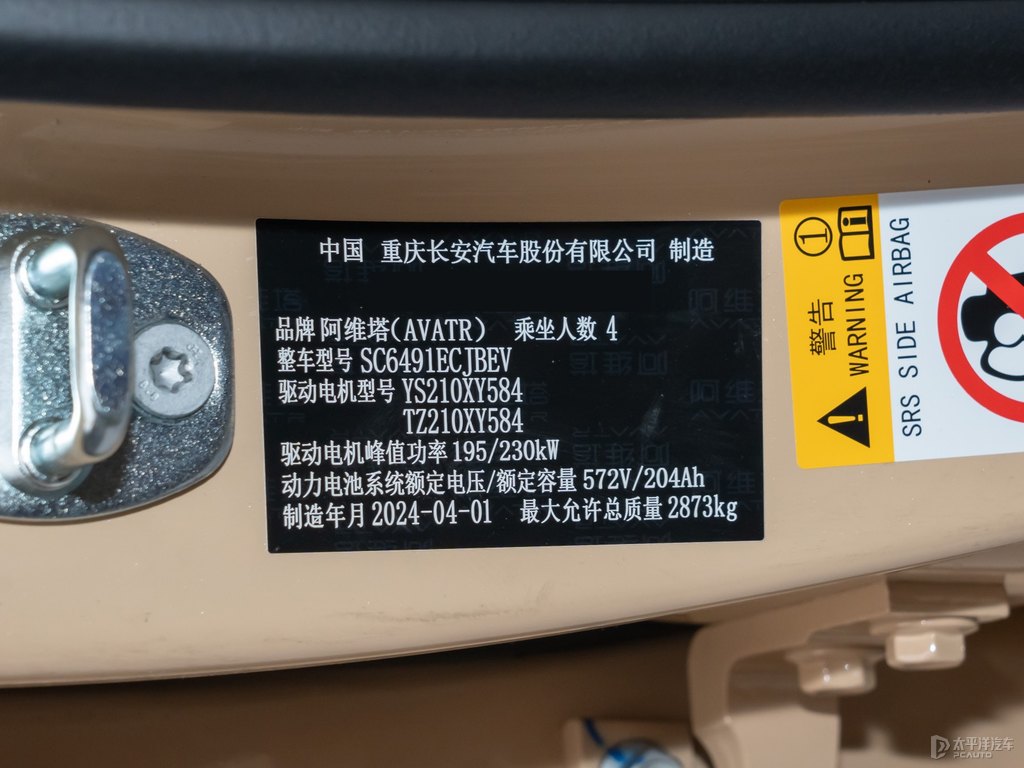 中国 重庆长安汽车股份有限公司 制造
品牌 阿维塔(AVATR) 乘坐人数 4
整车型号 SC6491ECJBEV
驱动电机型号 YS210XY584
TZ210XY584
驱动电机峰值功率 195/230kW
动力电池系统额定电压/额定容量 572V/204Ah
制造年月 2024-04-01 最大允许总质量 2873kg
警告
WARNING
①
SRS SIDE AIRBAG
太平洋汽车
PCAUTO